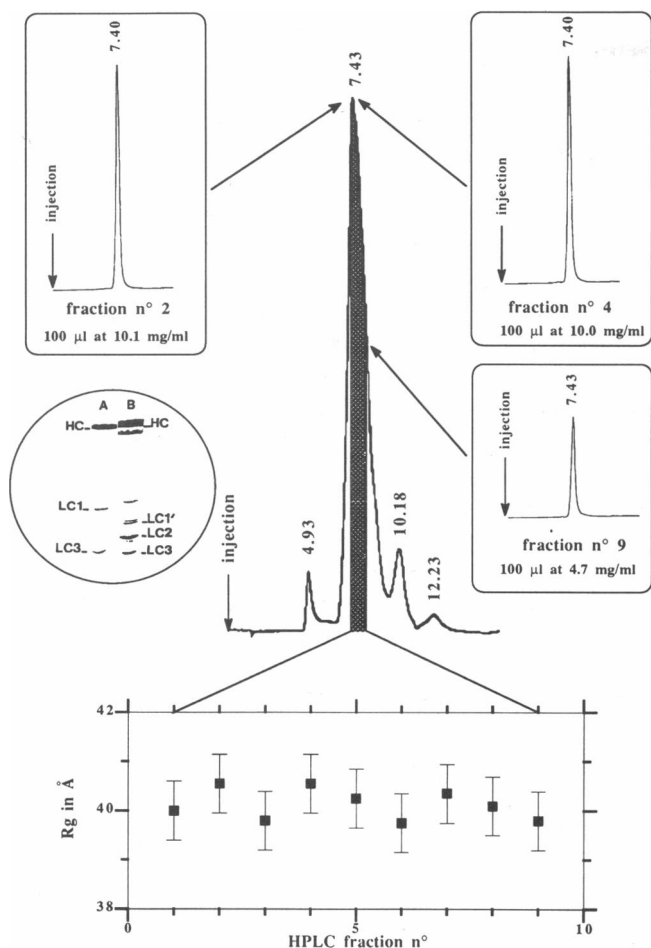 7.40
injection
fraction n° 2
100 µl at 10.1 mg/ml
7.43
7.40
injection
fraction n° 4
100 µl at 10.0 mg/ml
7.43
injection
fraction n° 9
100 µl at 4.7 mg/ml
A B
HC HC
LC1
LC1'
LC2
LC3 LC3
injection
4.93
10.18
12.23
42
40
38
Rg in Å
0 5 10
HPLC fraction n°